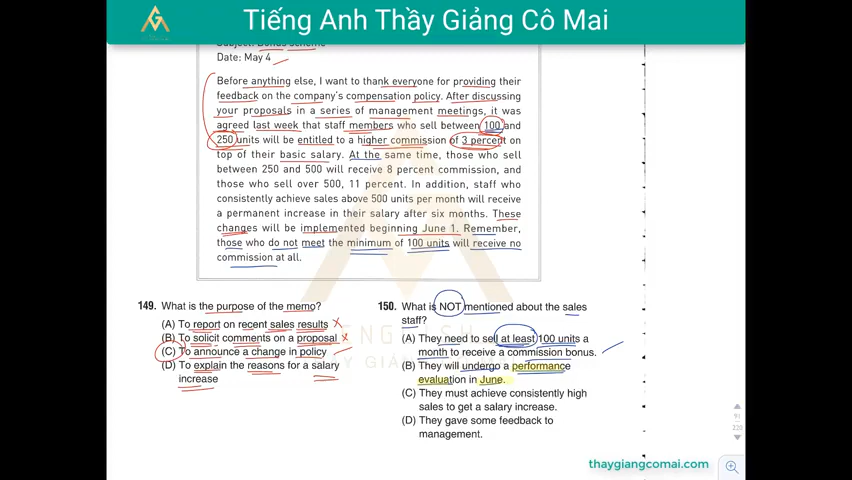 Tiếng Anh Thầy Giảng Cô Mai
Subject: Bonus scheme
Date: May 4
Before anything else, I want to thank everyone for providing their
feedback on the company's compensation policy. After discussing
your proposals in a series of management meetings, it was
agreed last week that staff members who sell between 100 and
250 units will be entitled to a higher commission of 3 percent on
top of their basic salary. At the same time, those who sell
between 250 and 500 will receive 8 percent commission, and
those who sell over 500, 11 percent. In addition, staff who
consistently achieve sales above 500 units per month will receive
a permanent increase in their salary after six months. These
changes will be implemented beginning June 1. Remember,
those who do not meet the minimum of 100 units will receive no
commission at all.
149. What is the purpose of the memo?
(A) To report on recent sales results
(B) To solicit comments on a proposal
(C) To announce a change in policy
(D) To explain the reasons for a salary
increase
150. What is NOT mentioned about the sales
staff?
(A) They need to sell at least 100 units a
month to receive a commission bonus.
(B) They will undergo a performance
evaluation in June.
(C) They must achieve consistently high
sales to get a salary increase.
(D) They gave some feedback to
management.
thaygiangcomai.com